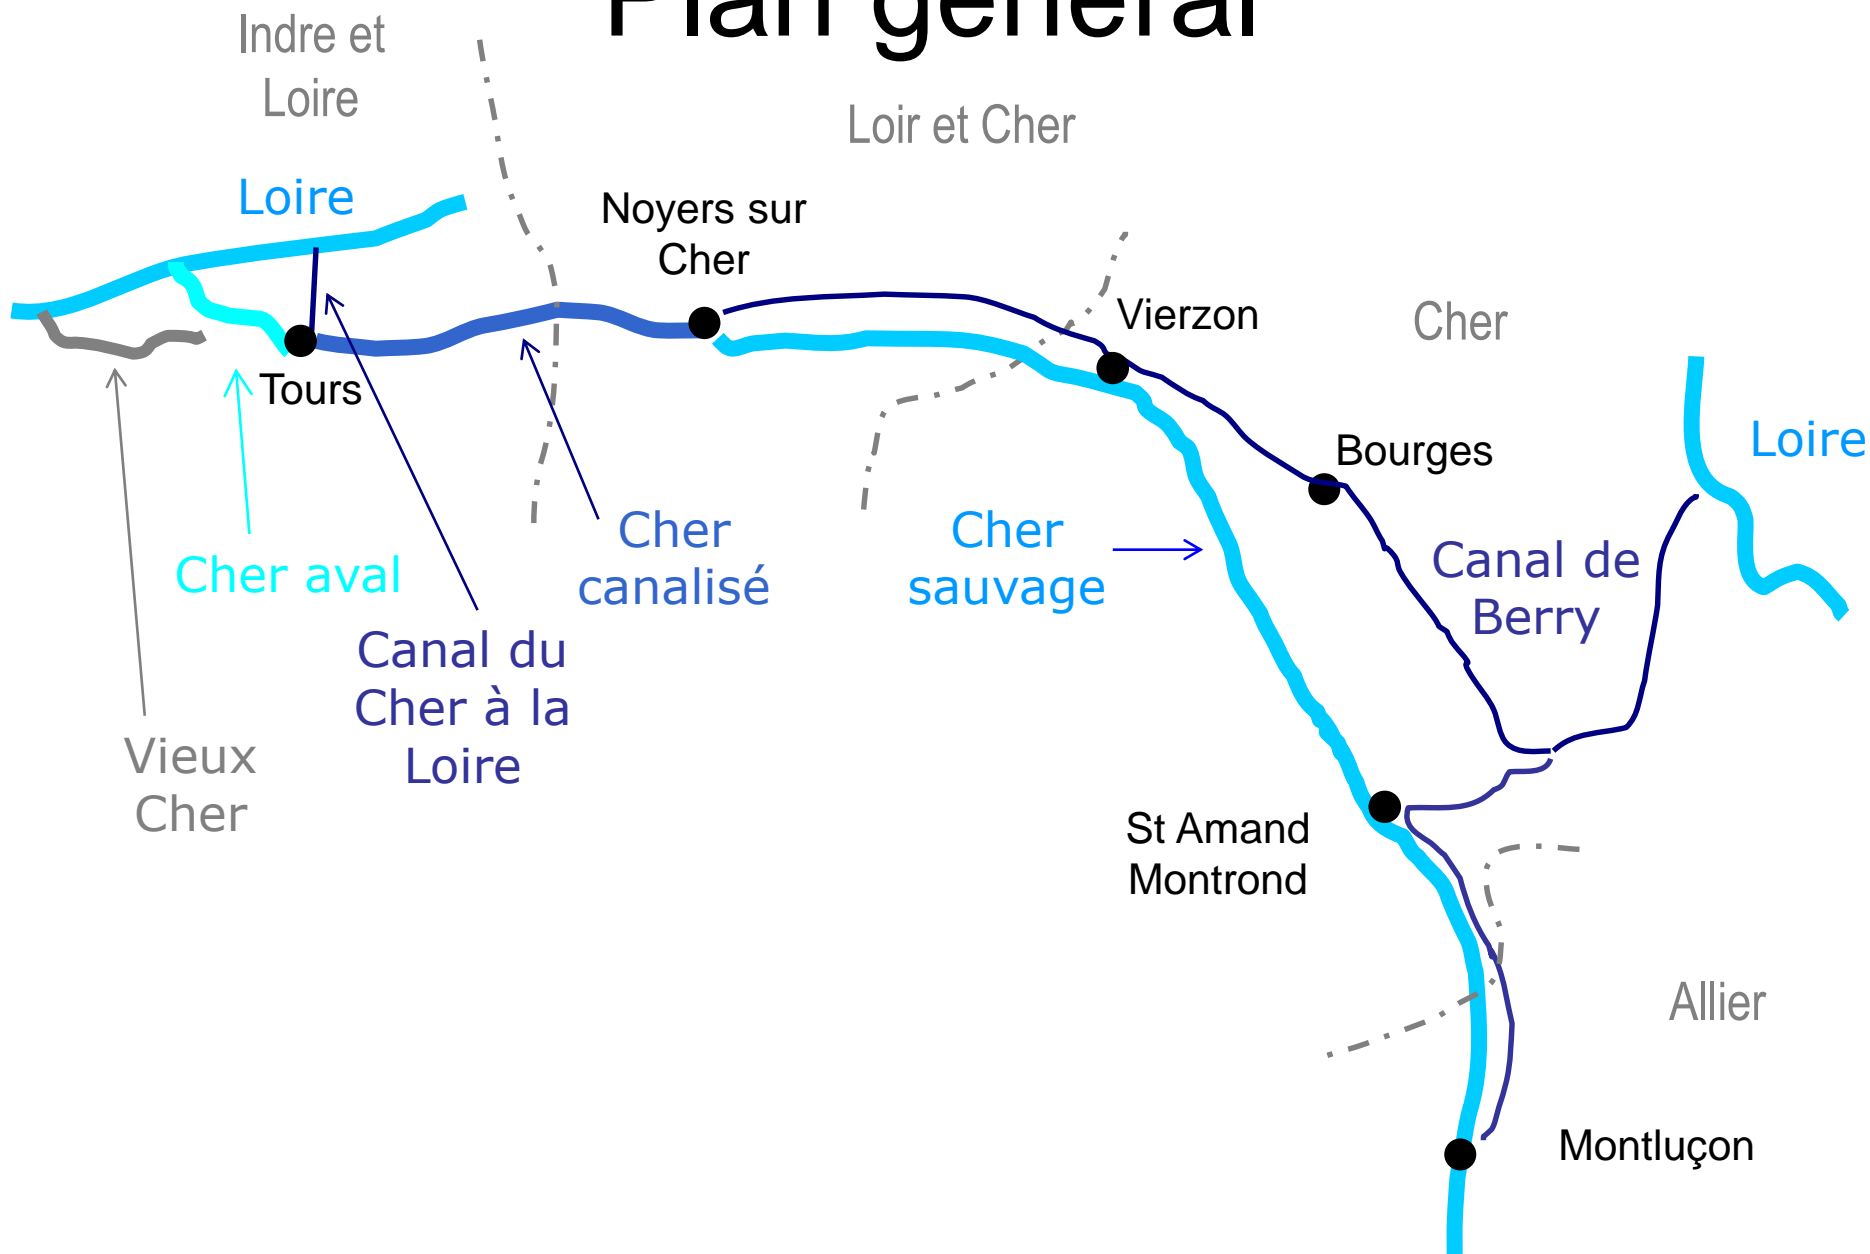 Plan général
Indre et
Loire
Loir et Cher
Loire
Noyers sur
Cher
Vierzon
Cher
Tours
Bourges
Loire
Cher aval
Cher
canalisé
Cher
sauvage
Canal de
Berry
Canal du
Cher à la
Loire
Vieux
Cher
St Amand
Montrond
Allier
Montluçon